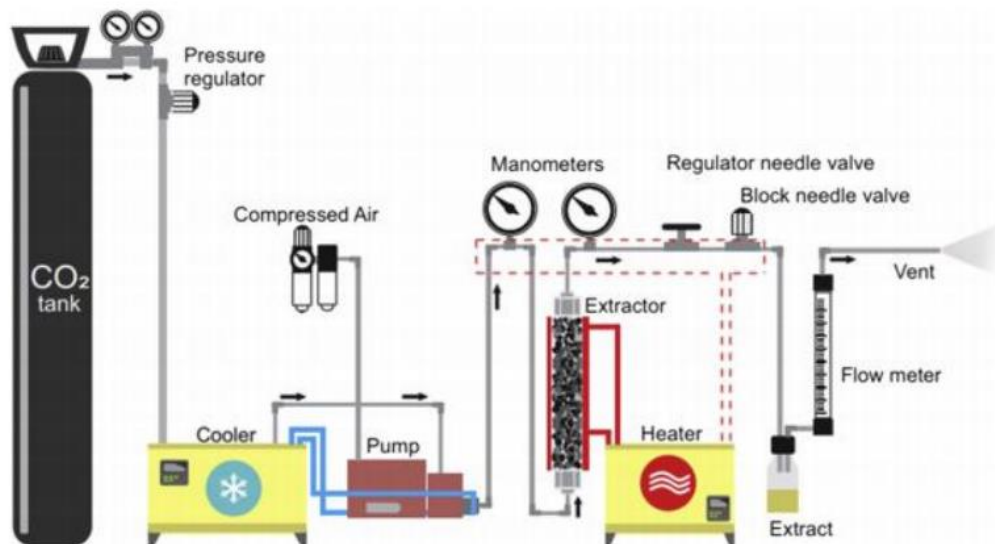 Pressure
regulator
Manometers
Regulator needle valve
Block needle valve
Compressed Air
CO₂
tank
Vent
Extractor
Flow meter
Cooler
Pump
Heater
Extract